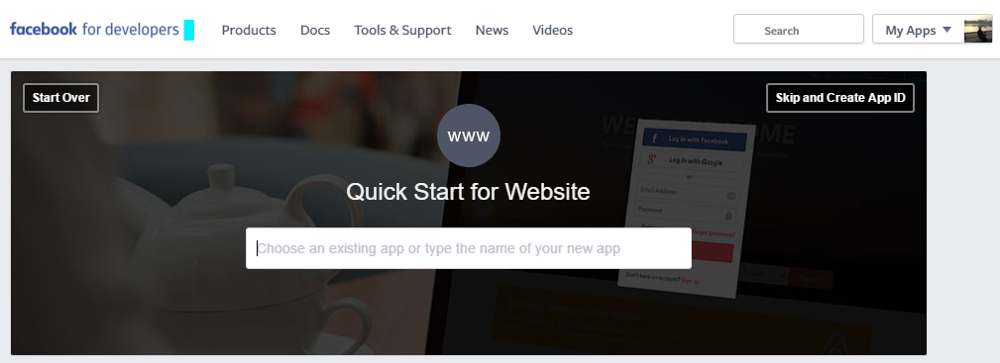 facebook for developers
Products
Docs
Tools & Support
News
Videos
Search
My Apps
Start Over
Skip and Create App ID
www
Quick Start for Website
Choose an existing app or type the name of your new app
Log in with Facebook
Log in with Google
or
Email Address
Password
Forgot password?
Don't have an account? Sign up